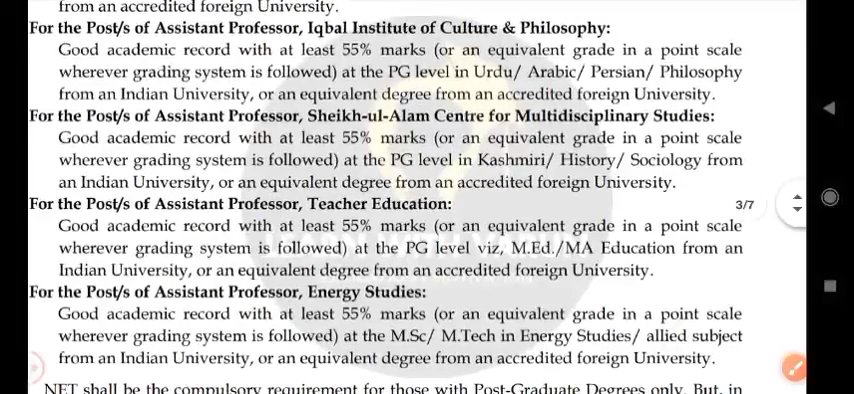 from an accredited foreign University.
For the Post/s of Assistant Professor, Iqbal Institute of Culture & Philosophy:
Good academic record with at least 55% marks (or an equivalent grade in a point scale
wherever grading system is followed) at the PG level in Urdu/ Arabic/ Persian/ Philosophy
from an Indian University, or an equivalent degree from an accredited foreign University.
For the Post/s of Assistant Professor, Sheikh-ul-Alam Centre for Multidisciplinary Studies:
Good academic record with at least 55% marks (or an equivalent grade in a point scale
wherever grading system is followed) at the PG level in Kashmiri/ History/ Sociology from
an Indian University, or an equivalent degree from an accredited foreign University.
For the Post/s of Assistant Professor, Teacher Education:
3/7
Good academic record with at least 55% marks (or an equivalent grade in a point scale
wherever grading system is followed) at the PG level viz, M.Ed./MA Education from an
Indian University, or an equivalent degree from an accredited foreign University.
For the Post/s of Assistant Professor, Energy Studies:
Good academic record with at least 55% marks (or an equivalent grade in a point scale
wherever grading system is followed) at the M.Sc/ M.Tech in Energy Studies/ allied subject
from an Indian University, or an equivalent degree from an accredited foreign University.
NET shall be the compulsory requirement for those with Post-Graduate Degrees only. But, in